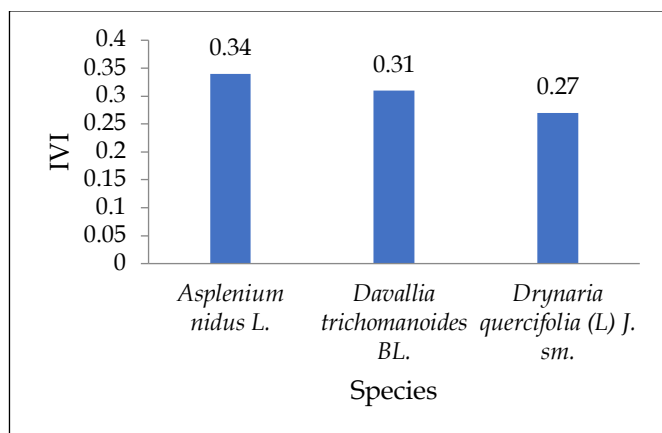 0.4
0.35
0.3
0.25
0.2
0.15
0.1
0.05
0
IVI
0.34
0.31
0.27
Asplenium
nidus L.
Davallia
trichomanoides
BL.
Drynaria
quercifolia (L) J.
sm.
Species